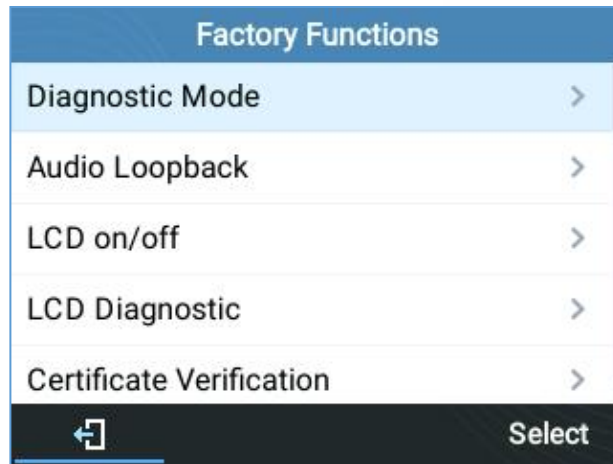 Factory Functions
Diagnostic Mode
Audio Loopback
LCD on/off
LCD Diagnostic
Certificate Verification
Select